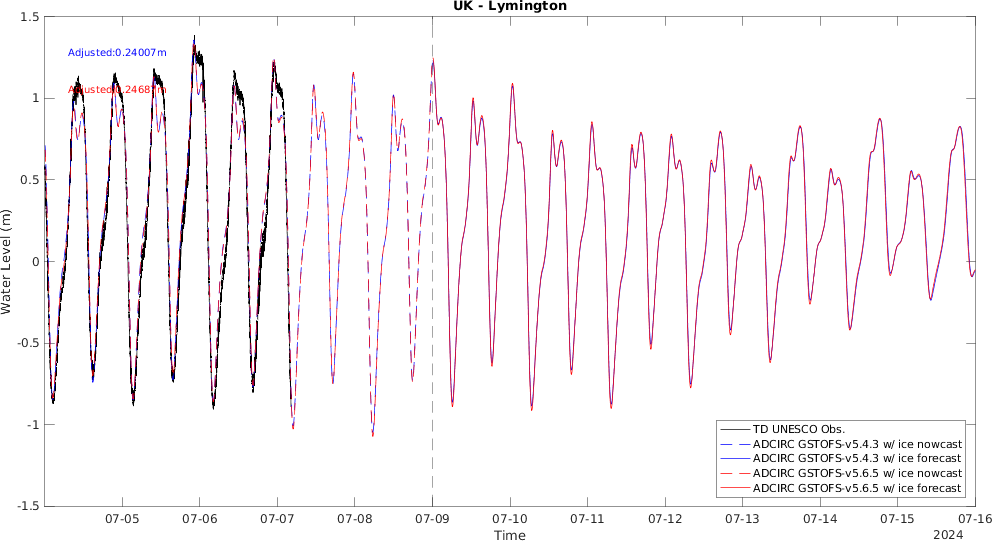 UK - Lymington
1.5
1
0.5
0
-0.5
-1
-1.5
Water Level (m)
Adjusted:0.24007m
Adjusted:0.24687m
TD UNESCO Obs.
ADCIRC GSTOFS-v5.4.3 w/ ice nowcast
ADCIRC GSTOFS-v5.4.3 w/ ice forecast
ADCIRC GSTOFS-v5.6.5 w/ ice nowcast
ADCIRC GSTOFS-v5.6.5 w/ ice forecast
07-05 07-06 07-07 07-08 07-09 07-10 07-11 07-12 07-13 07-14 07-15 07-16
Time
2024